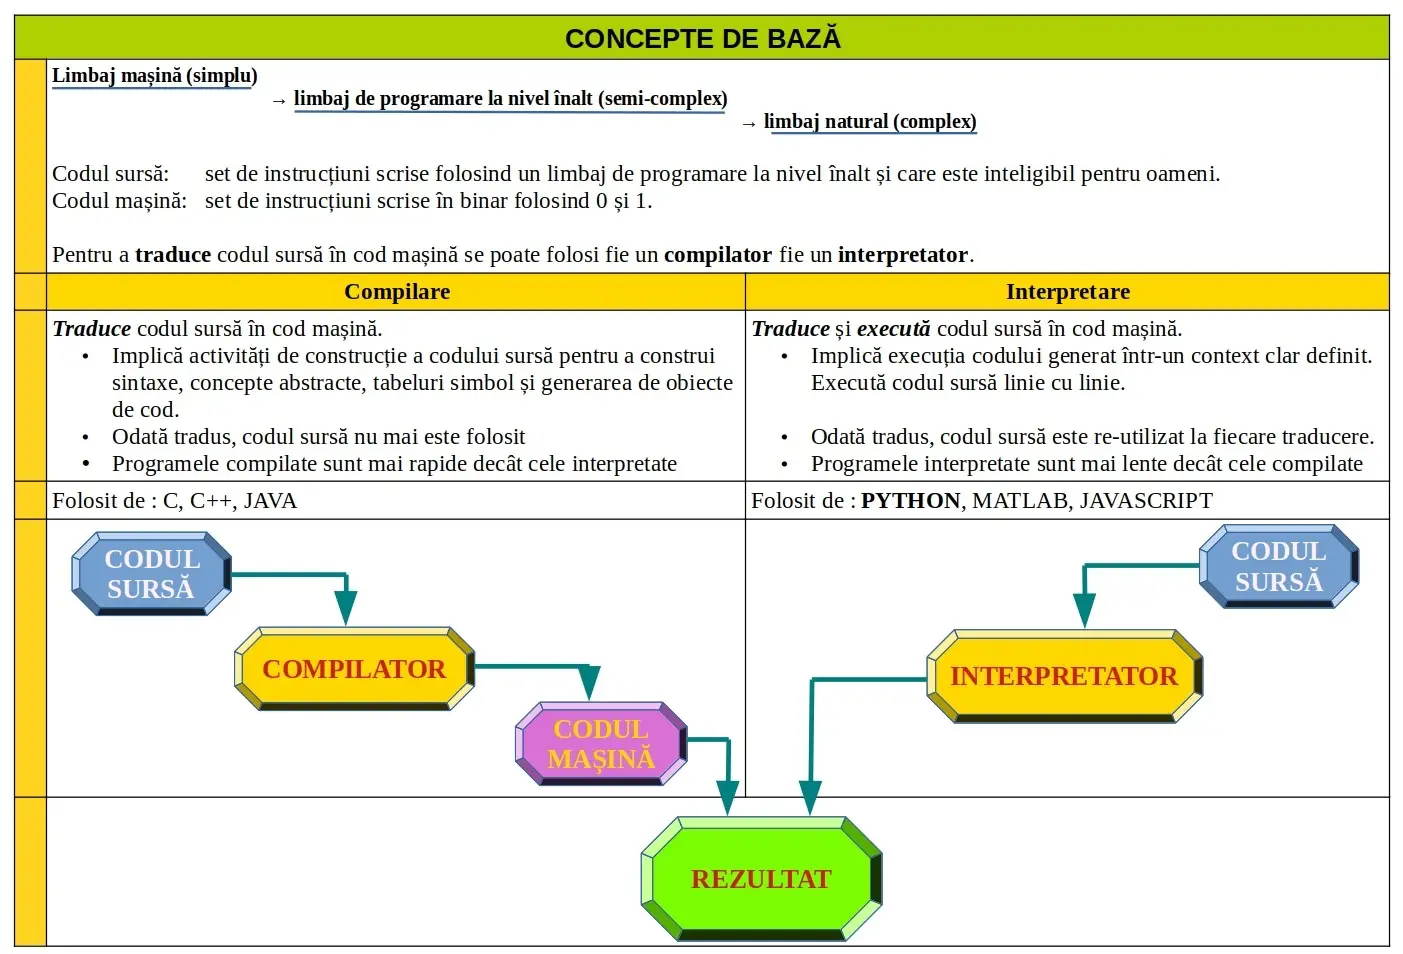 CONCEPTE DE BAZĂ
Limbaj mașină (simplu)
→ limbaj de programare la nivel înalt (semi-complex)
→ limbaj natural (complex)
Codul sursă: set de instrucțiuni scrise folosind un limbaj de programare la nivel înalt și care este inteligibil pentru oameni.
Codul mașină: set de instrucțiuni scrise în binar folosind 0 și 1.
Pentru a traduce codul sursă în cod mașină se poate folosi fie un compilator fie un interpretator.
Compilare
Interpretare
Traduce codul sursă în cod mașină.
• Implică activități de construcție a codului sursă pentru a construi
sintaxe, concepte abstracte, tabeluri simbol și generarea de obiecte
de cod.
• Odată tradus, codul sursă nu mai este folosit
• Programele compilate sunt mai rapide decât cele interpretate
Traduce și execută codul sursă în cod mașină.
• Implică execuția codului generat într-un context clar definit.
Execută codul sursă linie cu linie.
• Odată tradus, codul sursă este re-utilizat la fiecare traducere.
• Programele interpretate sunt mai lente decât cele compilate
Folosit de : C, C++, JAVA
Folosit de : PYTHON, MATLAB, JAVASCRIPT
CODUL
SURSĂ
COMPILATOR
CODUL
MAȘINĂ
CODUL
SURSĂ
INTERPRETATOR
REZULTAT